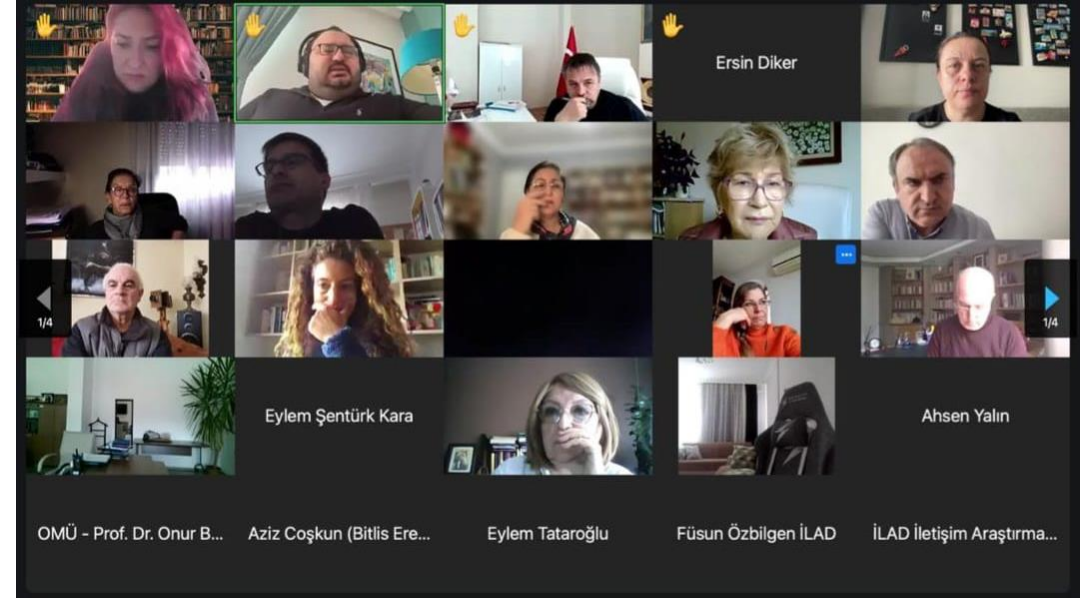 Ersin Diker
1/4
1/4
Eylem Şentürk Kara
Ahsen Yalın
OMÜ - Prof. Dr. Onur B...
Aziz Coşkun (Bitlis Ere...
Eylem Tataroğlu
Füsun Özbilgen İLAD
İLAD İletişim Araştırma...